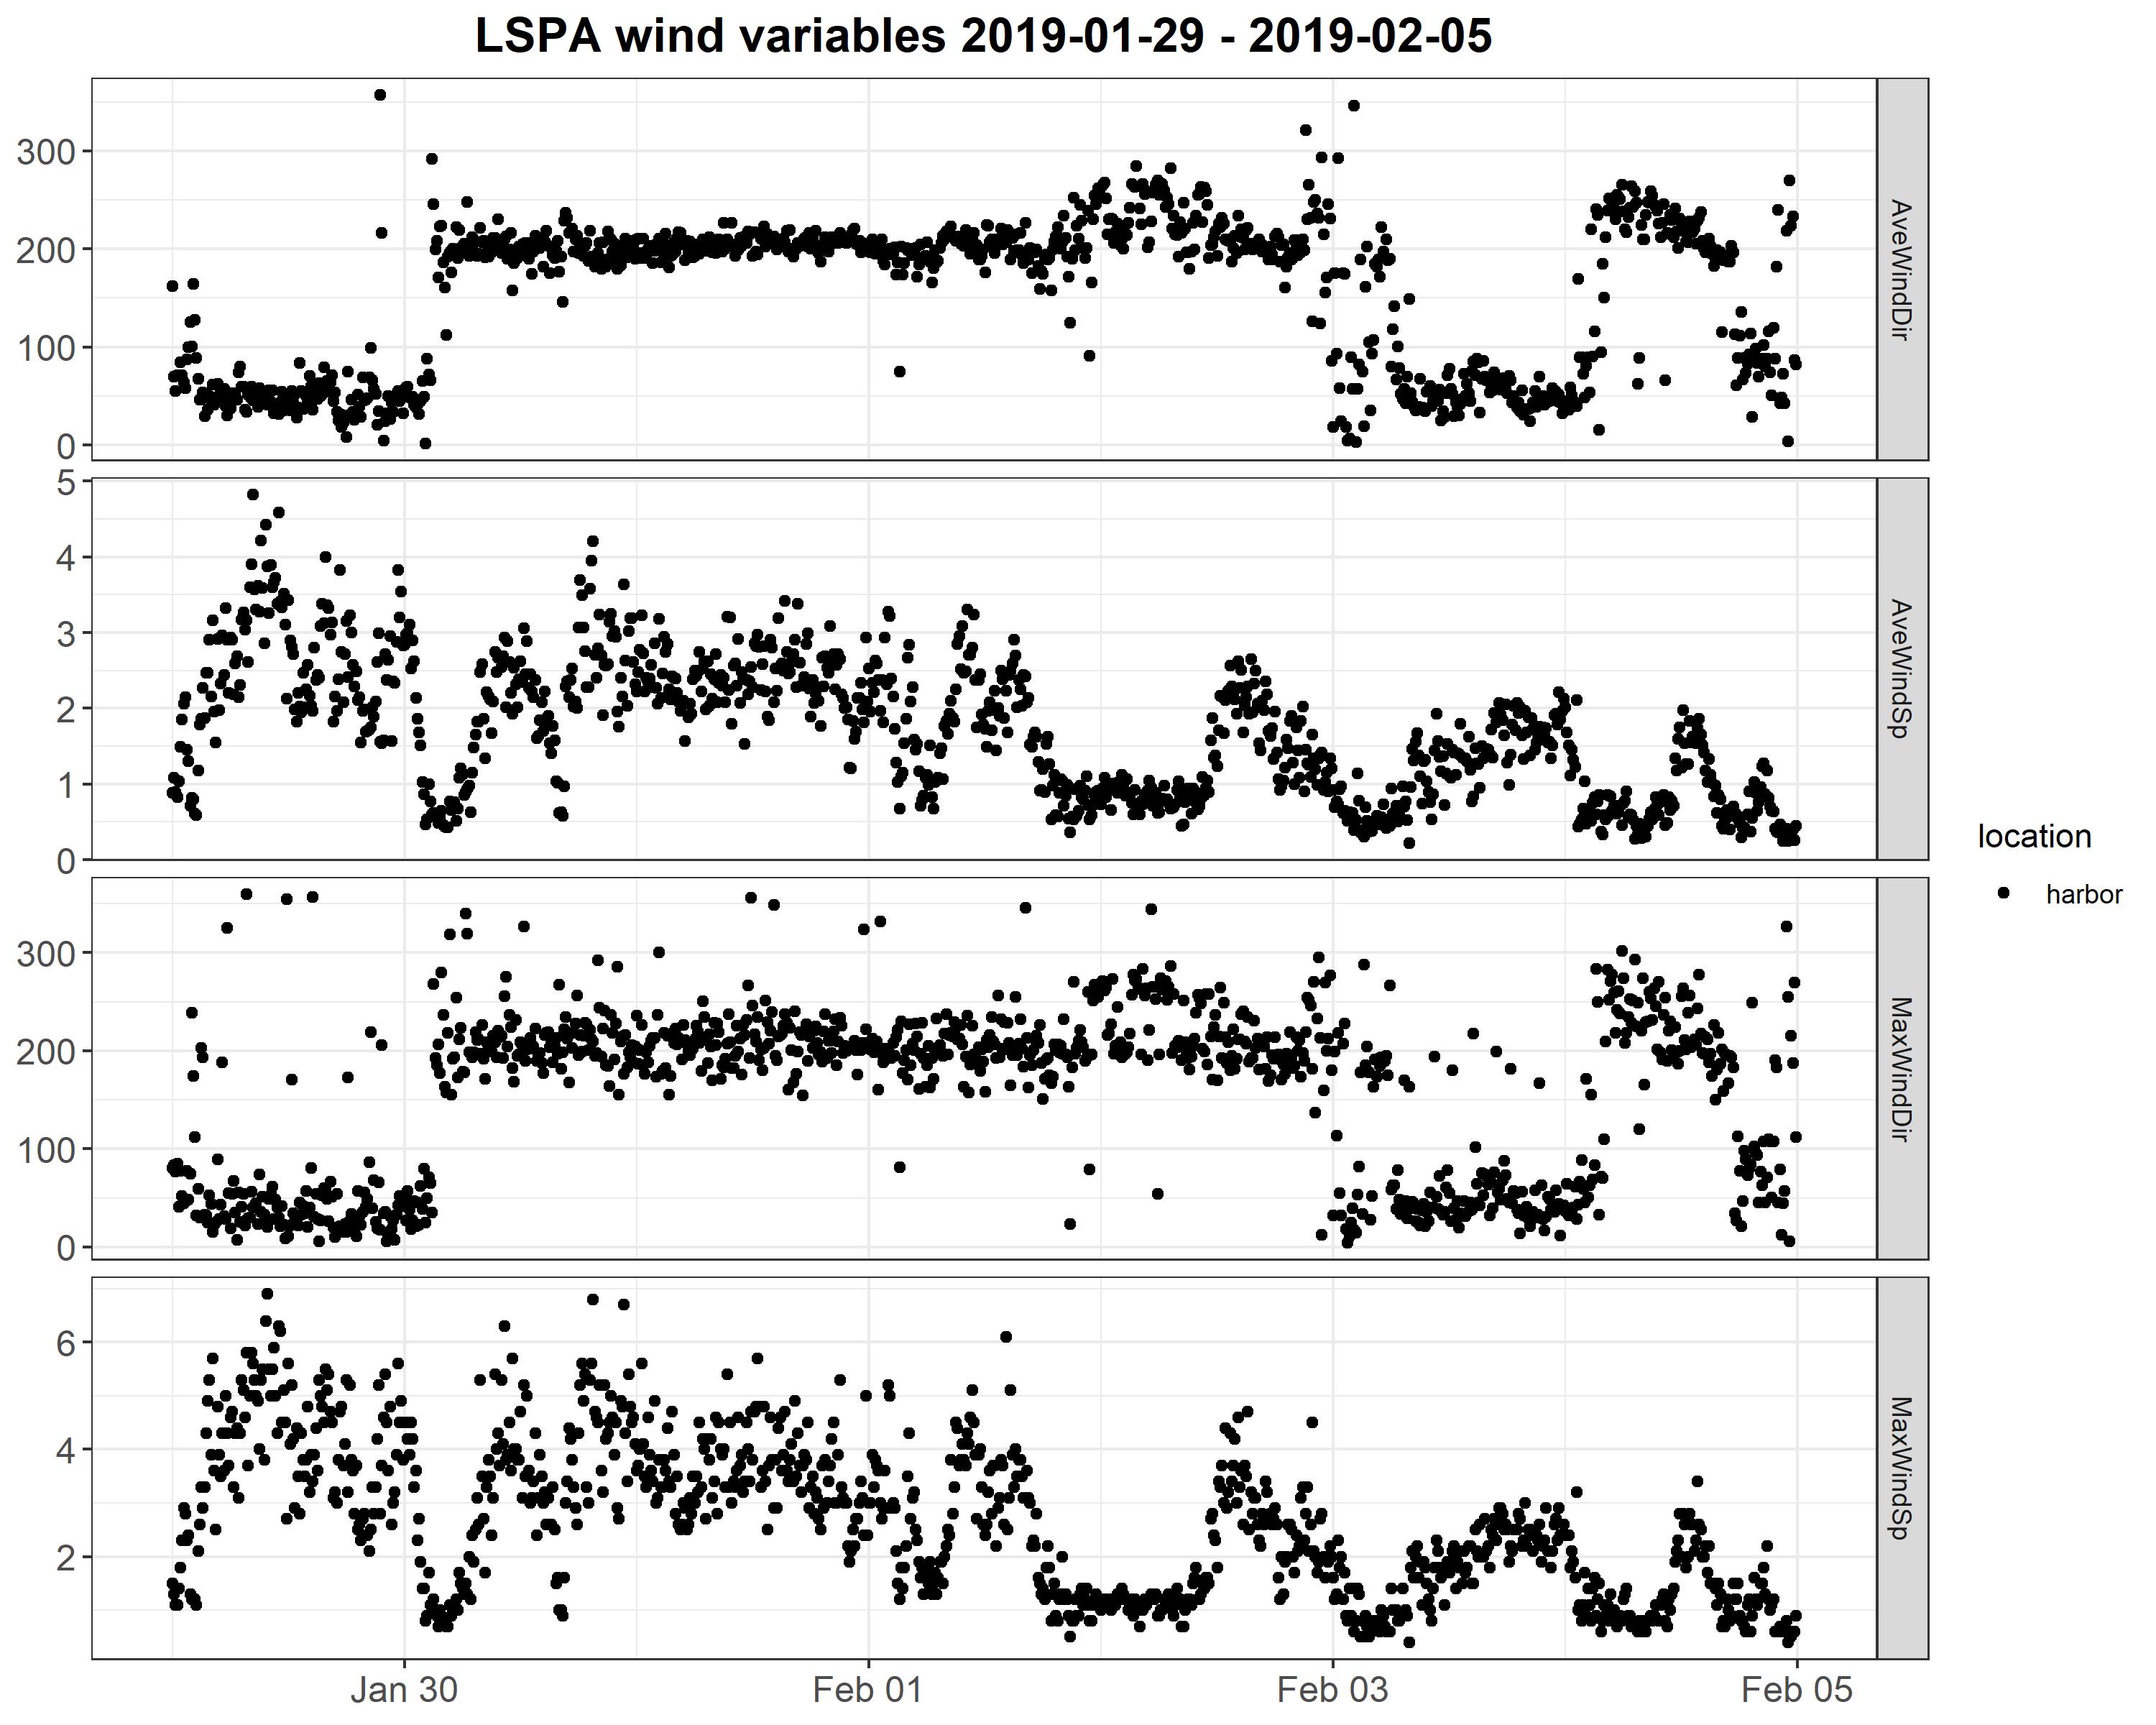 LSPA wind variables 2019-01-29 - 2019-02-05
300
200
100
0
AveWindDir
5
4
3
2
1
0
AveWindSp
300
200
100
0
MaxWindDir
6
4
2
MaxWindSp
Jan 30 Feb 01 Feb 03 Feb 05
location
harbor